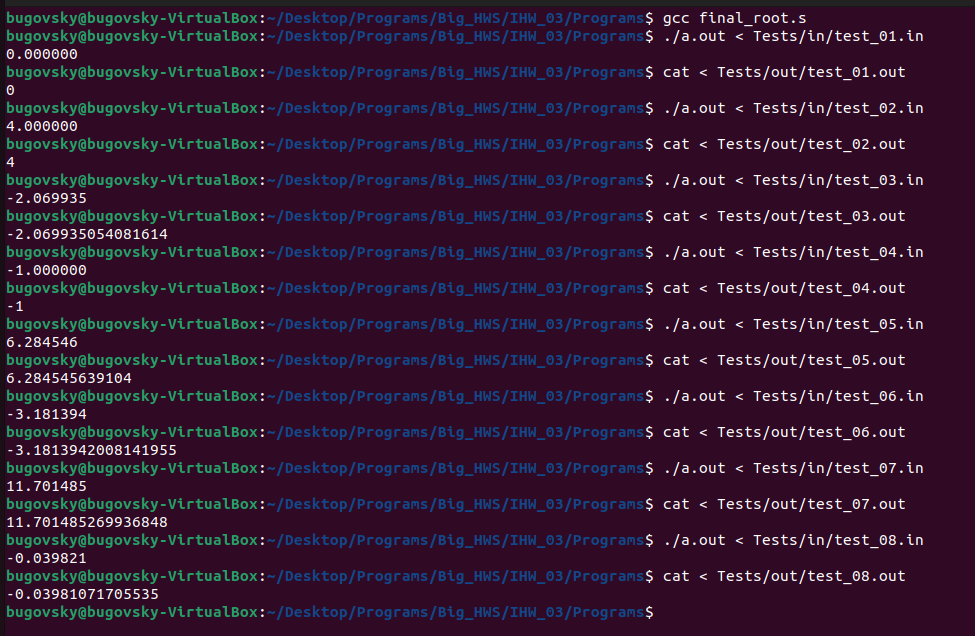 bugovsky@bugovsky-VirtualBox:~/Desktop/Programs/Big_HWS/IHW_03/Programs$ gcc final_root.s
bugovsky@bugovsky-VirtualBox:~/Desktop/Programs/Big_HWS/IHW_03/Programs$ ./a.out < Tests/in/test_01.in
0.000000
bugovsky@bugovsky-VirtualBox:~/Desktop/Programs/Big_HWS/IHW_03/Programs$ cat < Tests/out/test_01.out
0
bugovsky@bugovsky-VirtualBox:~/Desktop/Programs/Big_HWS/IHW_03/Programs$ ./a.out < Tests/in/test_02.in
4.000000
bugovsky@bugovsky-VirtualBox:~/Desktop/Programs/Big_HWS/IHW_03/Programs$ cat < Tests/out/test_02.out
4
bugovsky@bugovsky-VirtualBox:~/Desktop/Programs/Big_HWS/IHW_03/Programs$ ./a.out < Tests/in/test_03.in
-2.069935
bugovsky@bugovsky-VirtualBox:~/Desktop/Programs/Big_HWS/IHW_03/Programs$ cat < Tests/out/test_03.out
-2.069935054081614
bugovsky@bugovsky-VirtualBox:~/Desktop/Programs/Big_HWS/IHW_03/Programs$ ./a.out < Tests/in/test_04.in
-1.000000
bugovsky@bugovsky-VirtualBox:~/Desktop/Programs/Big_HWS/IHW_03/Programs$ cat < Tests/out/test_04.out
-1
bugovsky@bugovsky-VirtualBox:~/Desktop/Programs/Big_HWS/IHW_03/Programs$ ./a.out < Tests/in/test_05.in
6.284546
bugovsky@bugovsky-VirtualBox:~/Desktop/Programs/Big_HWS/IHW_03/Programs$ cat < Tests/out/test_05.out
6.284545639104
bugovsky@bugovsky-VirtualBox:~/Desktop/Programs/Big_HWS/IHW_03/Programs$ ./a.out < Tests/in/test_06.in
-3.181394
bugovsky@bugovsky-VirtualBox:~/Desktop/Programs/Big_HWS/IHW_03/Programs$ cat < Tests/out/test_06.out
-3.1813942008141955
bugovsky@bugovsky-VirtualBox:~/Desktop/Programs/Big_HWS/IHW_03/Programs$ ./a.out < Tests/in/test_07.in
11.701485
bugovsky@bugovsky-VirtualBox:~/Desktop/Programs/Big_HWS/IHW_03/Programs$ cat < Tests/out/test_07.out
11.701485269936848
bugovsky@bugovsky-VirtualBox:~/Desktop/Programs/Big_HWS/IHW_03/Programs$ ./a.out < Tests/in/test_08.in
-0.039821
bugovsky@bugovsky-VirtualBox:~/Desktop/Programs/Big_HWS/IHW_03/Programs$ cat < Tests/out/test_08.out
-0.03981071705535
bugovsky@bugovsky-VirtualBox:~/Desktop/Programs/Big_HWS/IHW_03/Programs$